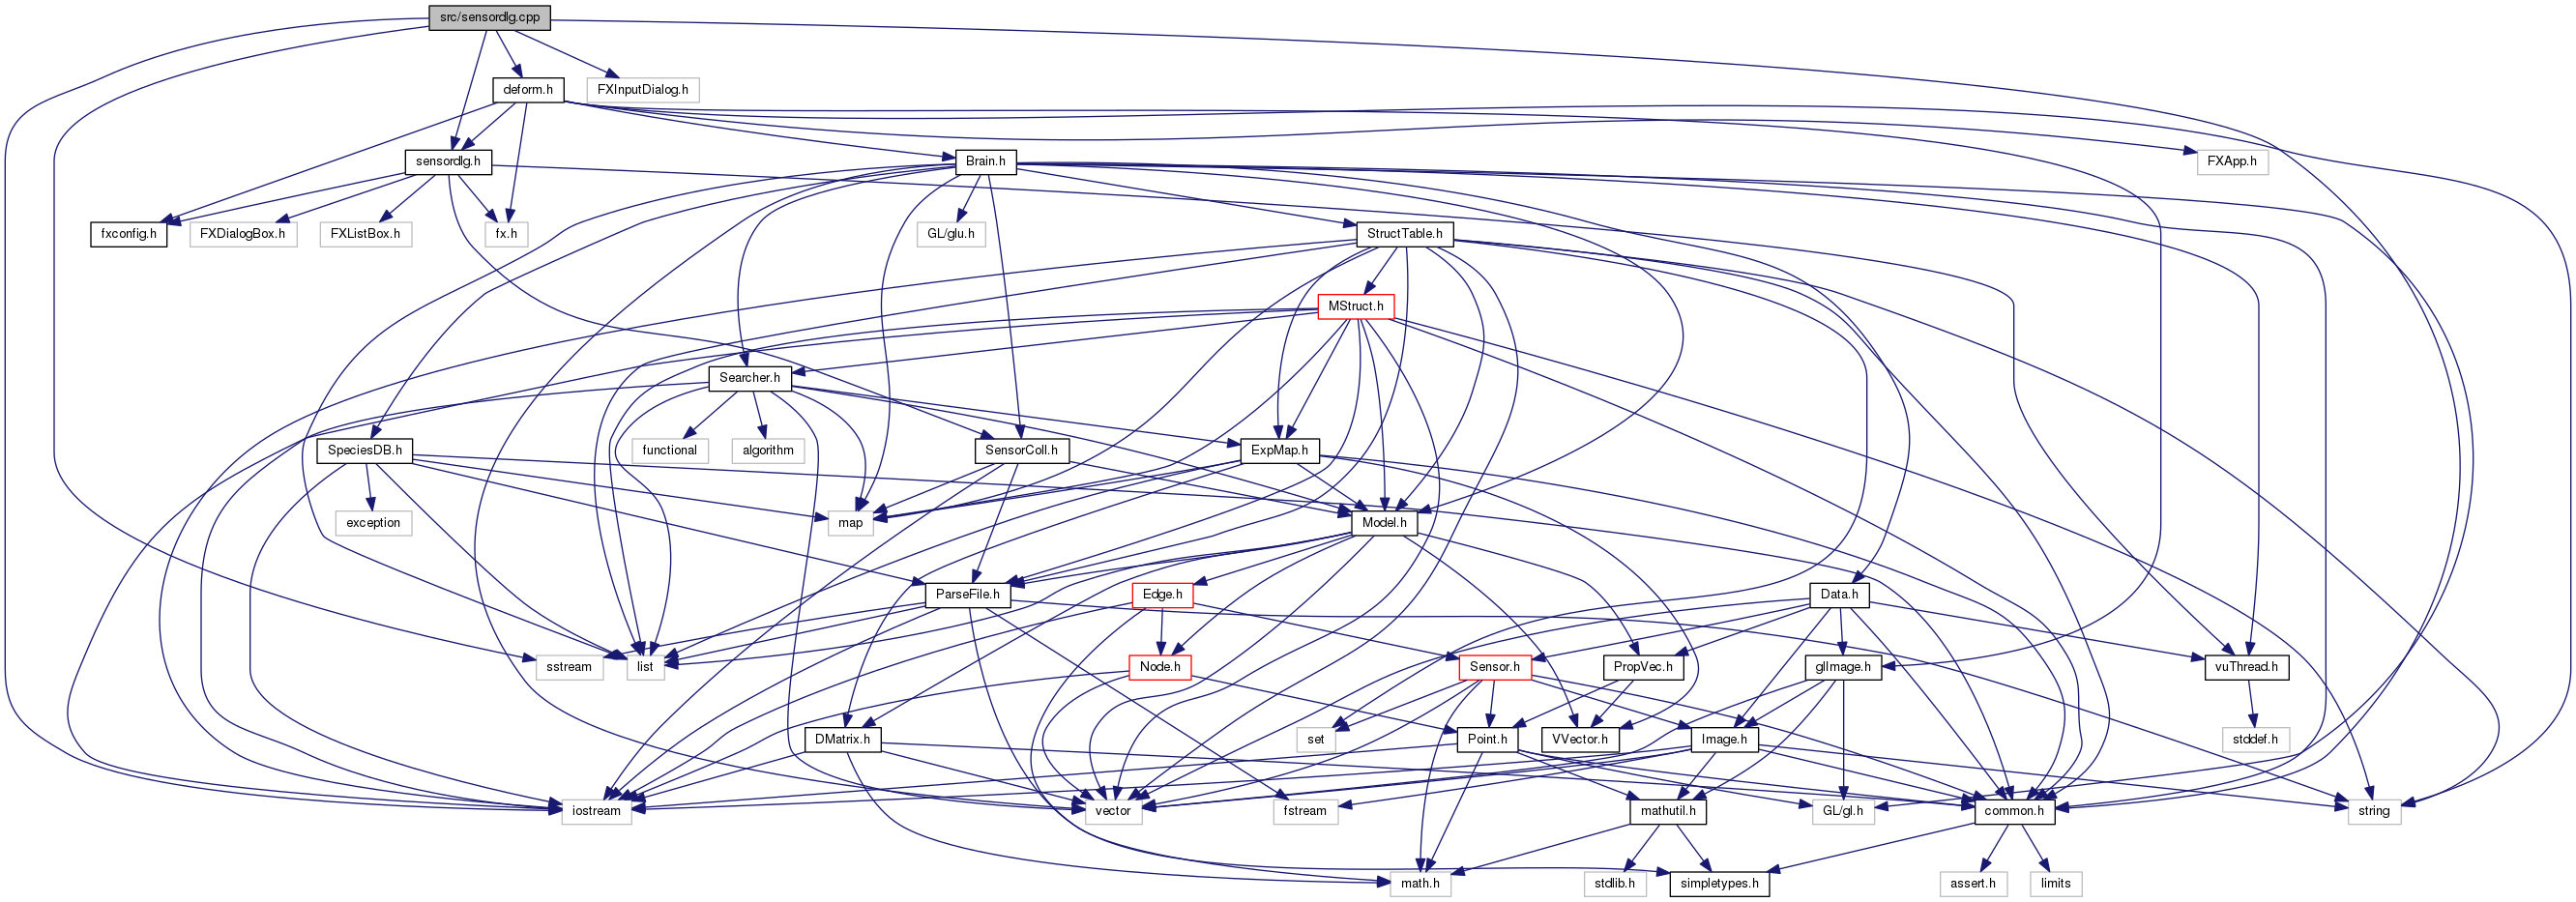 src/sensordlg.cpp
deform.h
FXInputDialog.h
sensordlg.h
Brain.h
FXApp.h
fxconfig.h
FXDialogBox.h
FXListBox.h
fx.h
GL/glu.h
StructTable.h
MStruct.h
Searcher.h
SpeciesDB.h
functional
algorithm
SensorColl.h
ExpMap.h
exception
map
Model.h
ParseFile.h
Edge.h
Data.h
sstream
list
Node.h
Sensor.h
PropVec.h
glImage.h
vuThread.h
DMatrix.h
set
Point.h
VVector.h
Image.h
stddef.h
iostream
vector
fstream
mathutil.h
GL/gl.h
common.h
string
math.h
stdlib.h
simpletypes.h
assert.h
limits